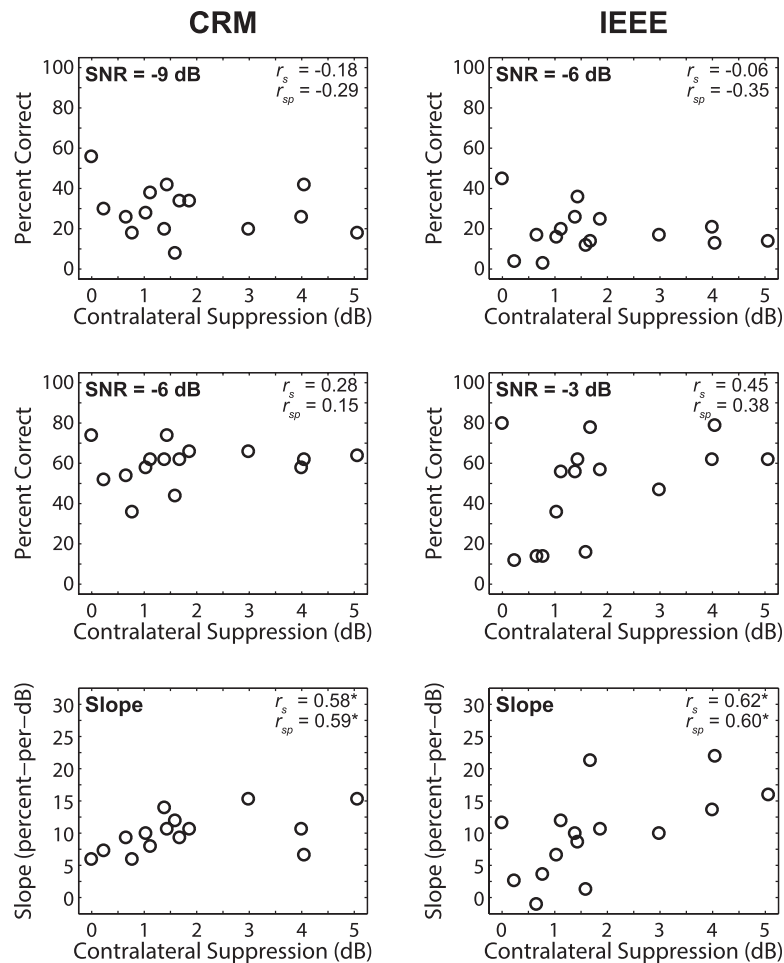 CRM
IEEE
SNR = -9 dB
r_s = -0.18
r_sp = -0.29
100
80
60
40
20
0
Percent Correct
0 1 2 3 4 5
Contralateral Suppression (dB)
SNR = -6 dB
r_s = -0.06
r_sp = -0.35
100
80
60
40
20
0
Percent Correct
0 1 2 3 4 5
Contralateral Suppression (dB)
SNR = -6 dB
r_s = 0.28
r_sp = 0.15
100
80
60
40
20
0
Percent Correct
0 1 2 3 4 5
Contralateral Suppression (dB)
SNR = -3 dB
r_s = 0.45
r_sp = 0.38
100
80
60
40
20
0
Percent Correct
0 1 2 3 4 5
Contralateral Suppression (dB)
Slope
r_s = 0.58*
r_sp = 0.59*
30
25
20
15
10
5
0
Slope (percent–per–dB)
0 1 2 3 4 5
Contralateral Suppression (dB)
Slope
r_s = 0.62*
r_sp = 0.60*
30
25
20
15
10
5
0
Slope (percent–per–dB)
0 1 2 3 4 5
Contralateral Suppression (dB)